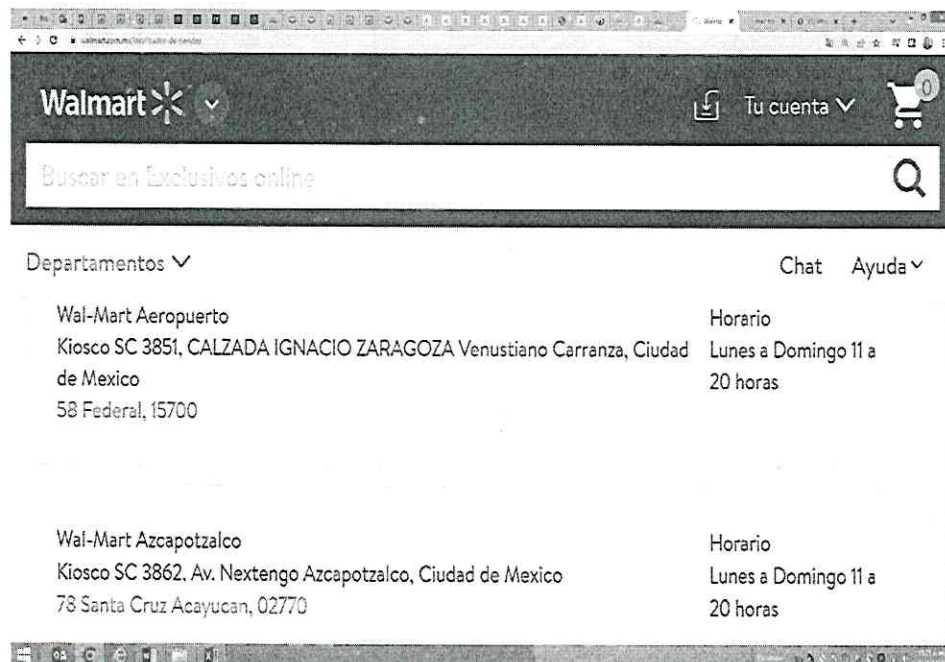 Walmart
Tu cuenta
0
Buscar en Exclusivos online
Departamentos
Chat Ayuda
Wal-Mart Aeropuerto
Kiosco SC 3851, CALZADA IGNACIO ZARAGOZA Venustiano Carranza, Ciudad
de Mexico
58 Federal, 15700
Horario
Lunes a Domingo 11 a
20 horas
Wal-Mart Azcapotzalco
Kiosco SC 3862, Av. Nextengo Azcapotzalco, Ciudad de Mexico
78 Santa Cruz Acayucan, 02770
Horario
Lunes a Domingo 11 a
20 horas